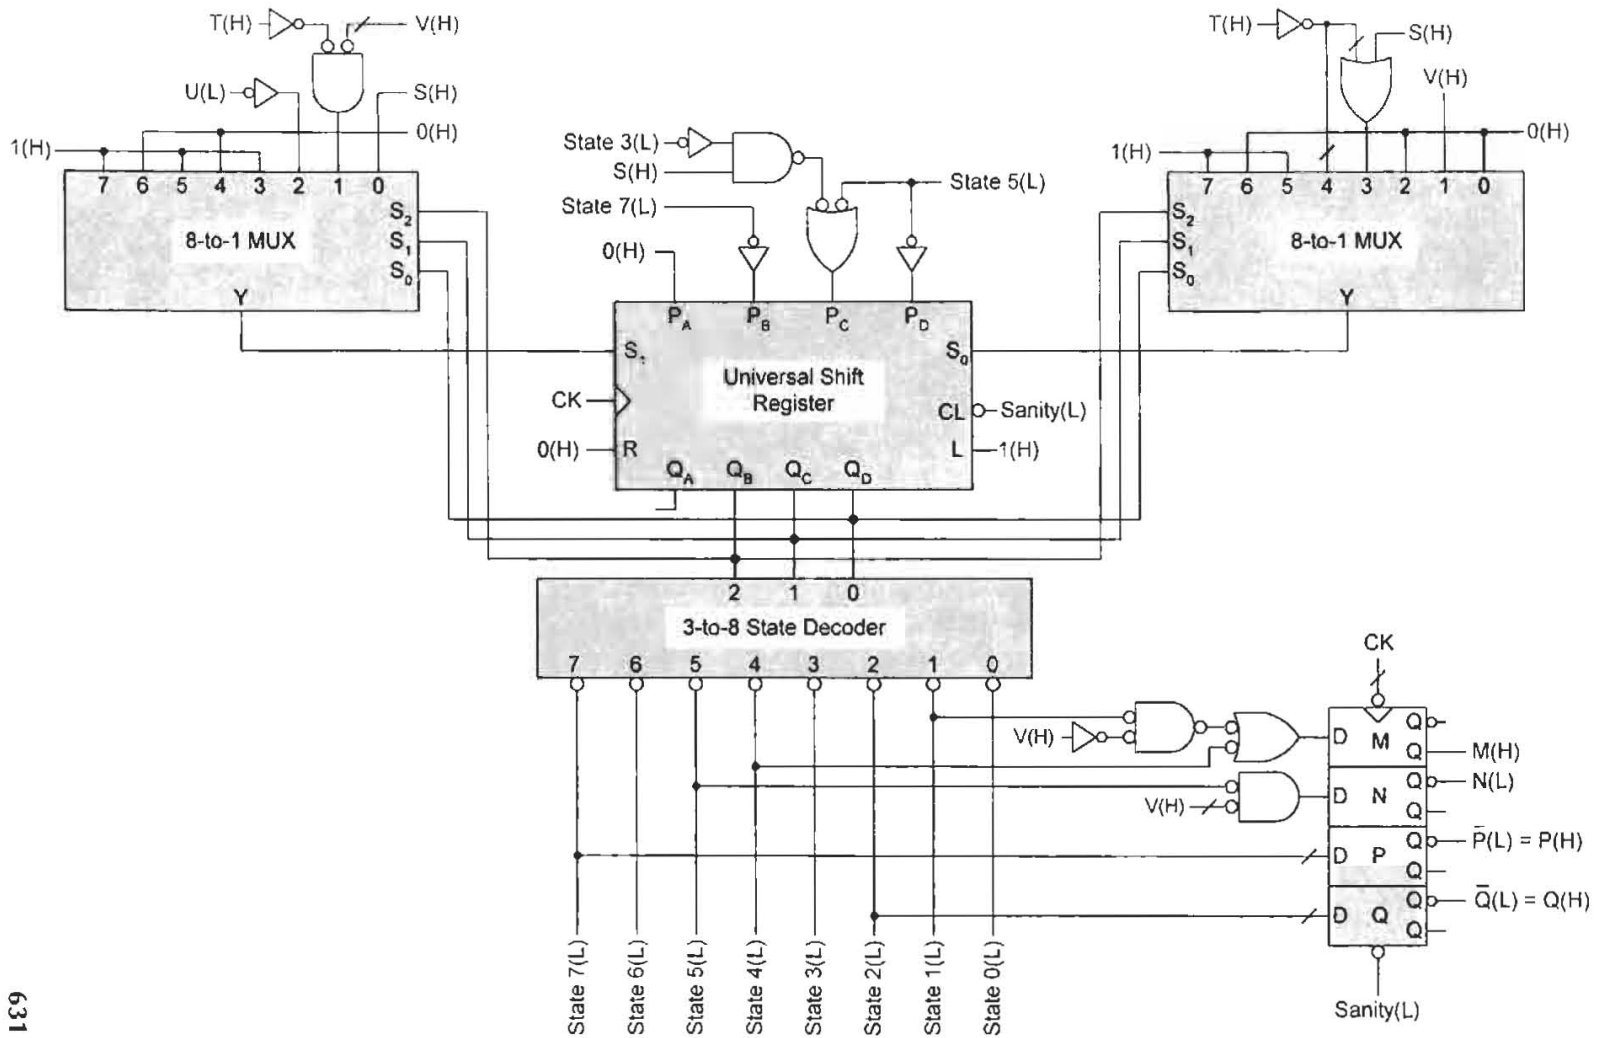 T(H) V(H) T(H) S(H)
U(L) S(H) V(H)
1(H) 0(H) State 3(L) 1(H) 0(H)
S(H) State 5(L)
7 6 5 4 3 2 1 0
7 6 5 4 3 2 1 0
State 7(L)
S2 S2
8-to-1 MUX S1 S1 8-to-1 MUX
0(H)
S0 S0
Y Y
PA PB PC PD
S1 S0
Universal Shift
Register
CK CL Sanity(L)
0(H) R L 1(H)
QA QB QC QD
2 1 0
3-to-8 State Decoder
7 6 5 4 3 2 1 0
CK
V(H) D M Q
Q M(H)
D N Q N(L)
V(H) Q
D P Q P̄(L) = P(H)
Q
D Q Q Q̄(L) = Q(H)
Q
State 7(L) State 6(L) State 5(L) State 4(L) State 3(L) State 2(L) State 1(L) State 0(L)
Sanity(L)
631